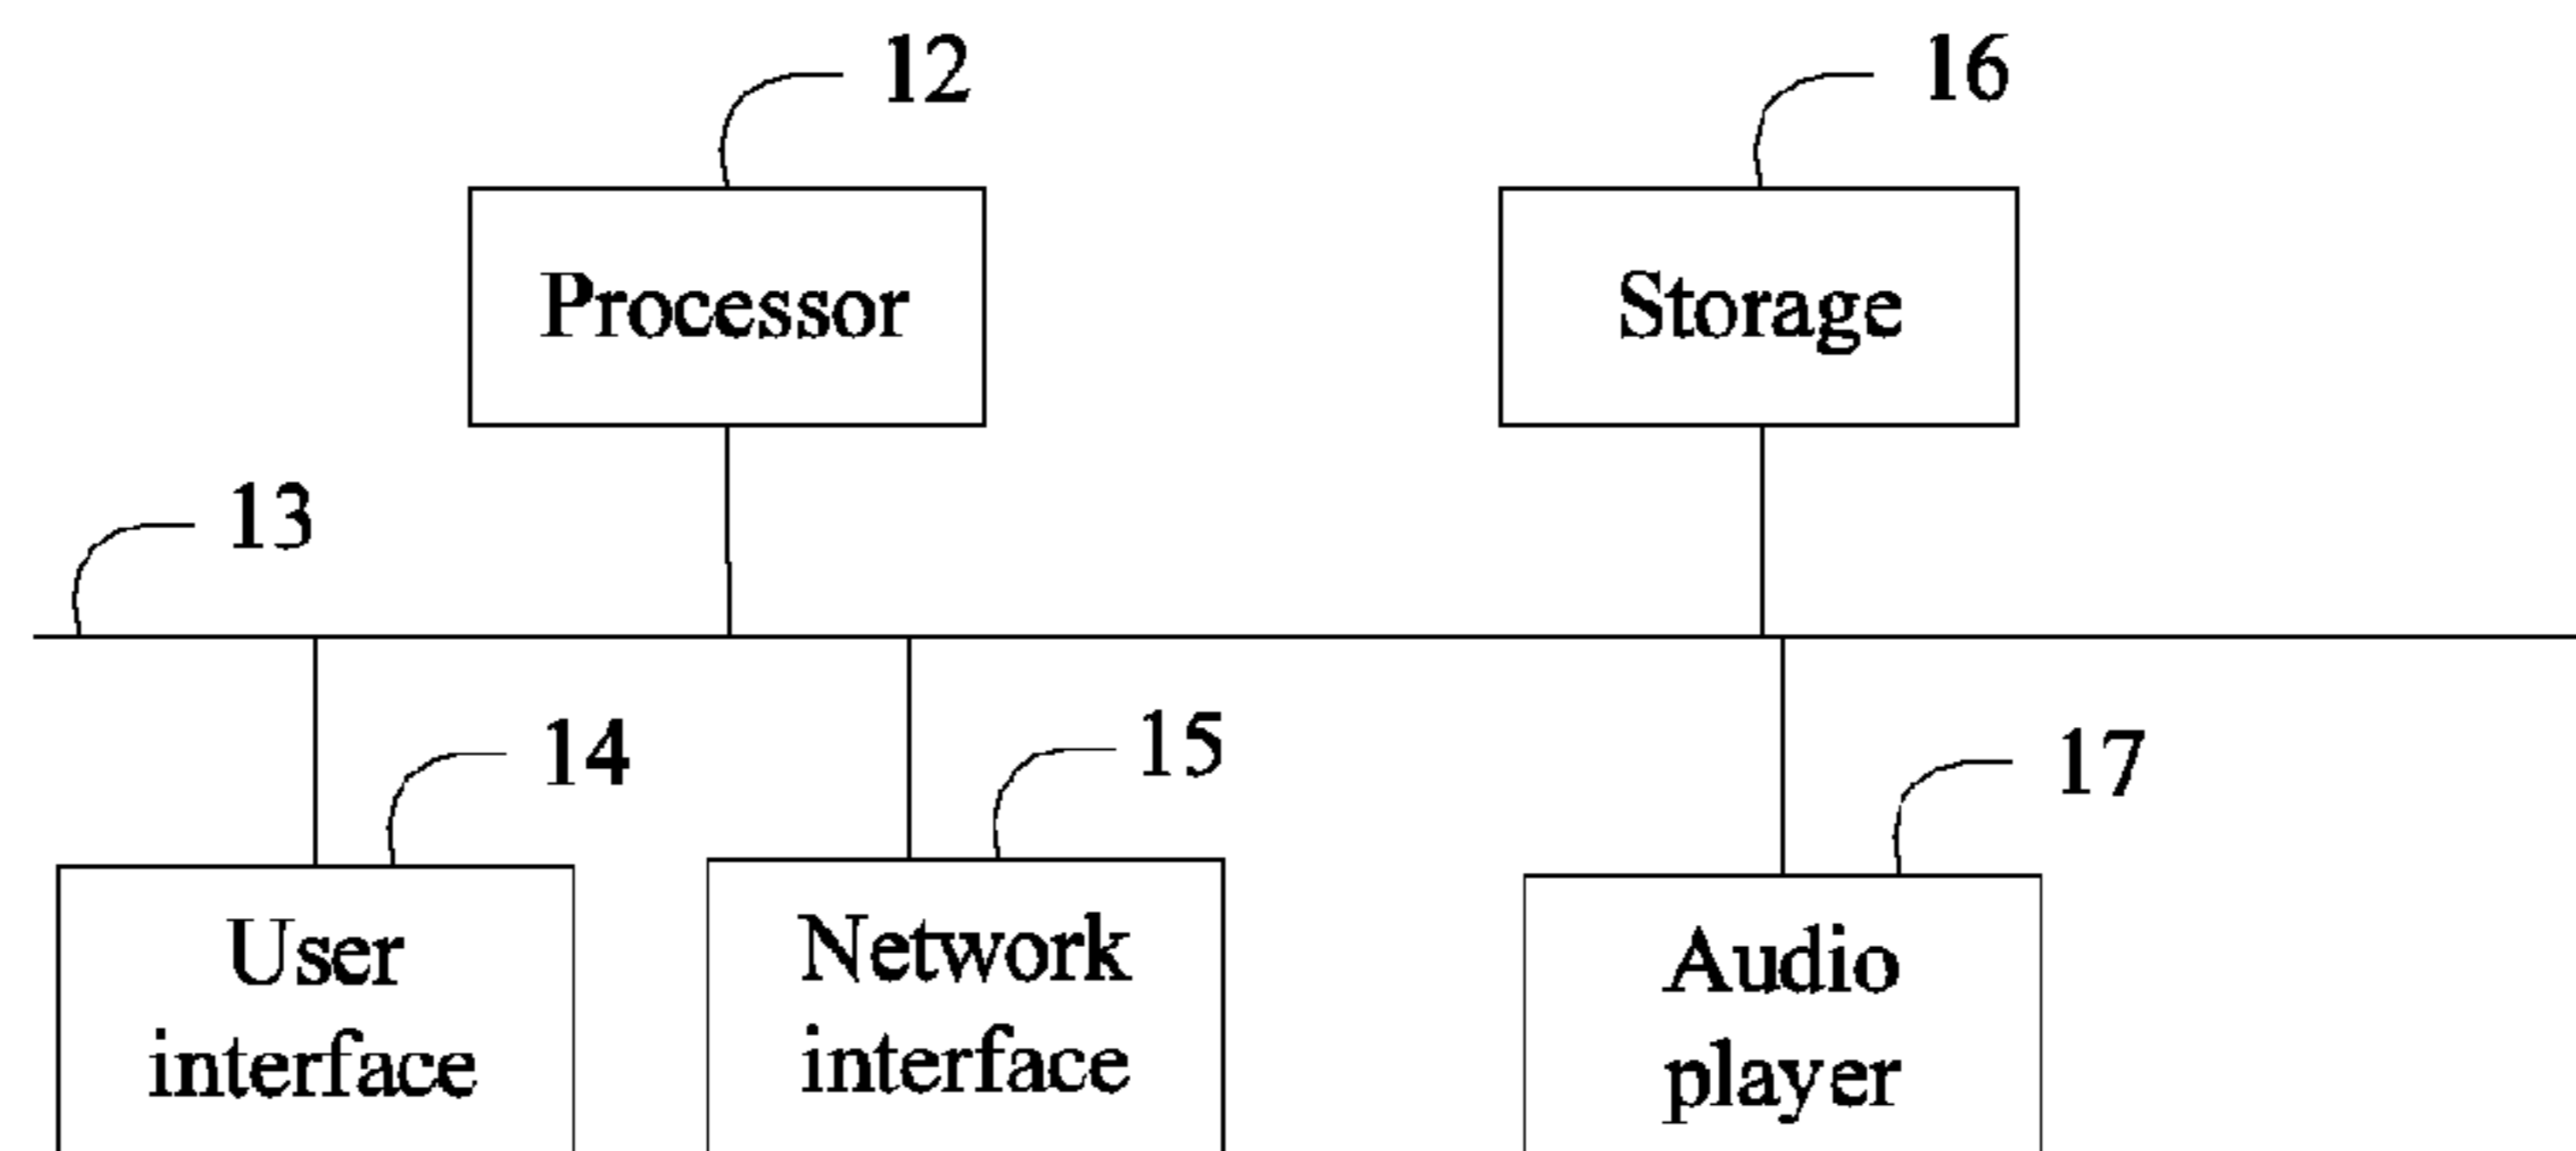 12
16
Processor
Storage
13
14
15
17
User
interface
Network
interface
Audio
player